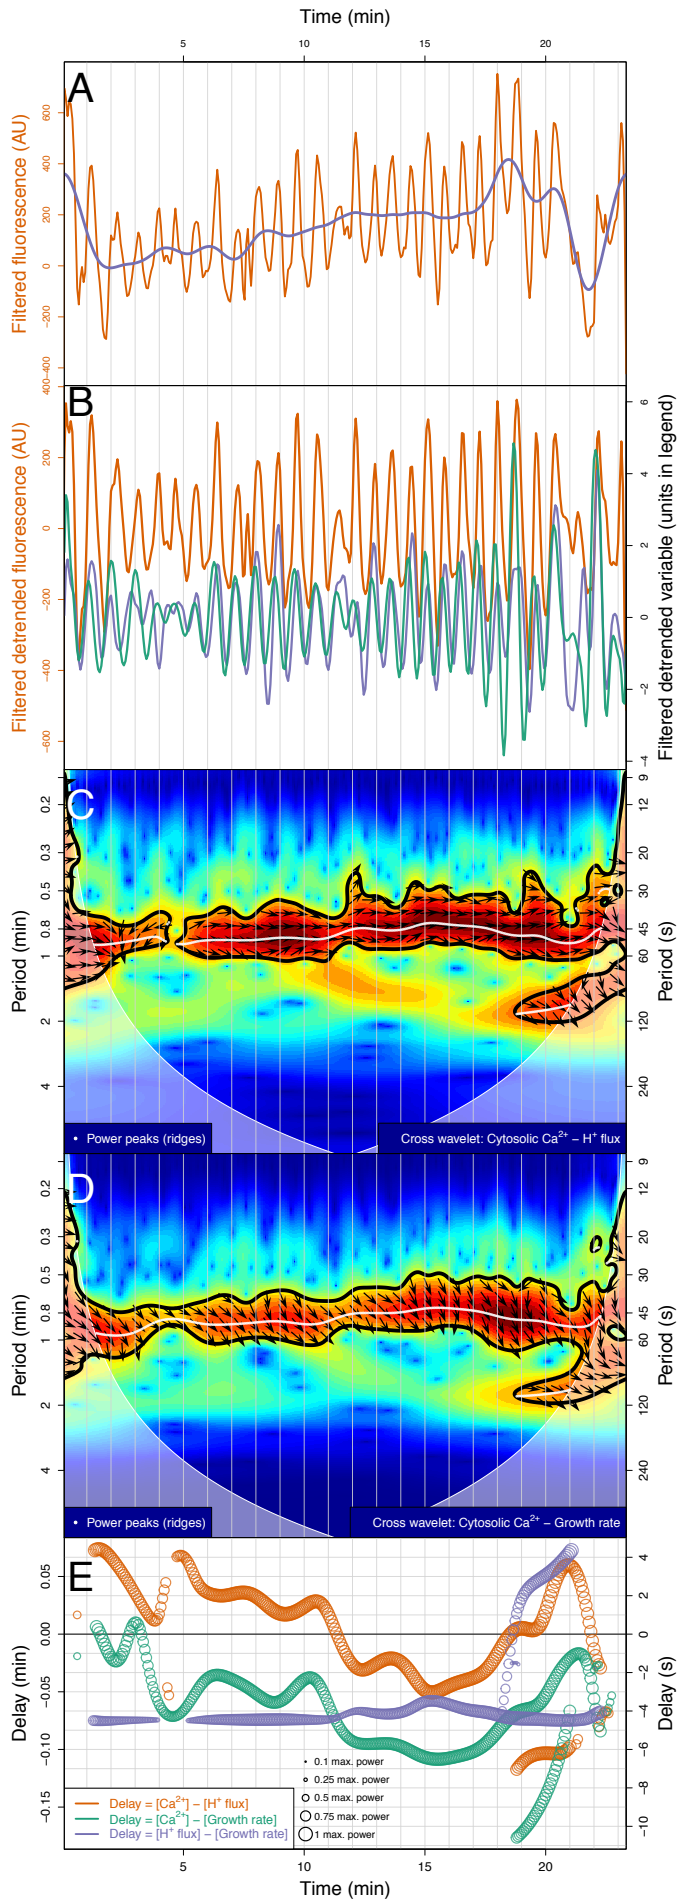 Time (min)
5 10 15 20
A
Filtered fluorescence (AU)
600
400
200
0
−200
−400
B
Filtered detrended fluorescence (AU)
400
200
0
−200
−400
−600
Filtered detrended variable (units in legend)
6
4
2
0
−2
−4
C
Period (min)
0.2
0.3
0.5
0.8
1
2
4
Period (s)
9
12
20
30
45
60
120
240
Power peaks (ridges)
Cross wavelet: Cytosolic Ca2+ – H+ flux
D
Period (min)
0.2
0.3
0.5
0.8
1
2
4
Period (s)
9
12
20
30
45
60
120
240
Power peaks (ridges)
Cross wavelet: Cytosolic Ca2+ – Growth rate
E
Delay (min)
0.05
0.00
−0.05
−0.10
−0.15
Delay (s)
4
2
0
−2
−4
−6
−8
−10
0.1 max. power
0.25 max. power
0.5 max. power
0.75 max. power
1 max. power
Delay = [Ca2+] – [H+ flux]
Delay = [Ca2+] – [Growth rate]
Delay = [H+ flux] – [Growth rate]
5 10 15 20
Time (min)